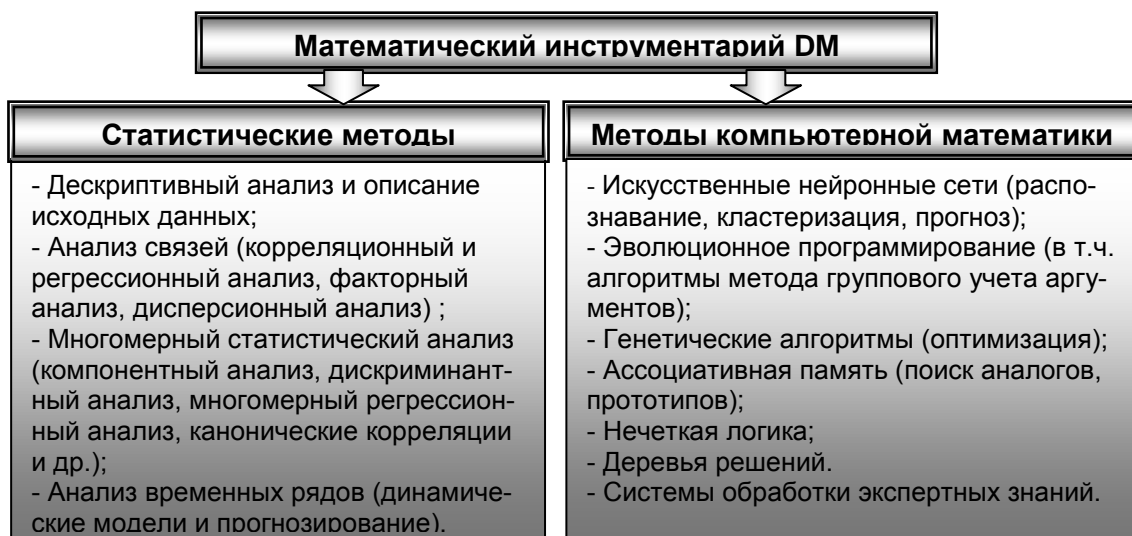 Математический инструментарий DM
Статистические методы
- Дескриптивный анализ и описание
исходных данных;
- Анализ связей (корреляционный и
регрессионный анализ, факторный
анализ, дисперсионный анализ) ;
- Многомерный статистический анализ
(компонентный анализ, дискриминант-
ный анализ, многомерный регрессион-
ный анализ, канонические корреляции
и др.);
- Анализ временных рядов (динамиче-
ские модели и прогнозирование).
Методы компьютерной математики
- Искусственные нейронные сети (распо-
знавание, кластеризация, прогноз);
- Эволюционное программирование (в т.ч.
алгоритмы метода группового учета аргу-
ментов);
- Генетические алгоритмы (оптимизация);
- Ассоциативная память (поиск аналогов,
прототипов);
- Нечеткая логика;
- Деревья решений.
- Системы обработки экспертных знаний.